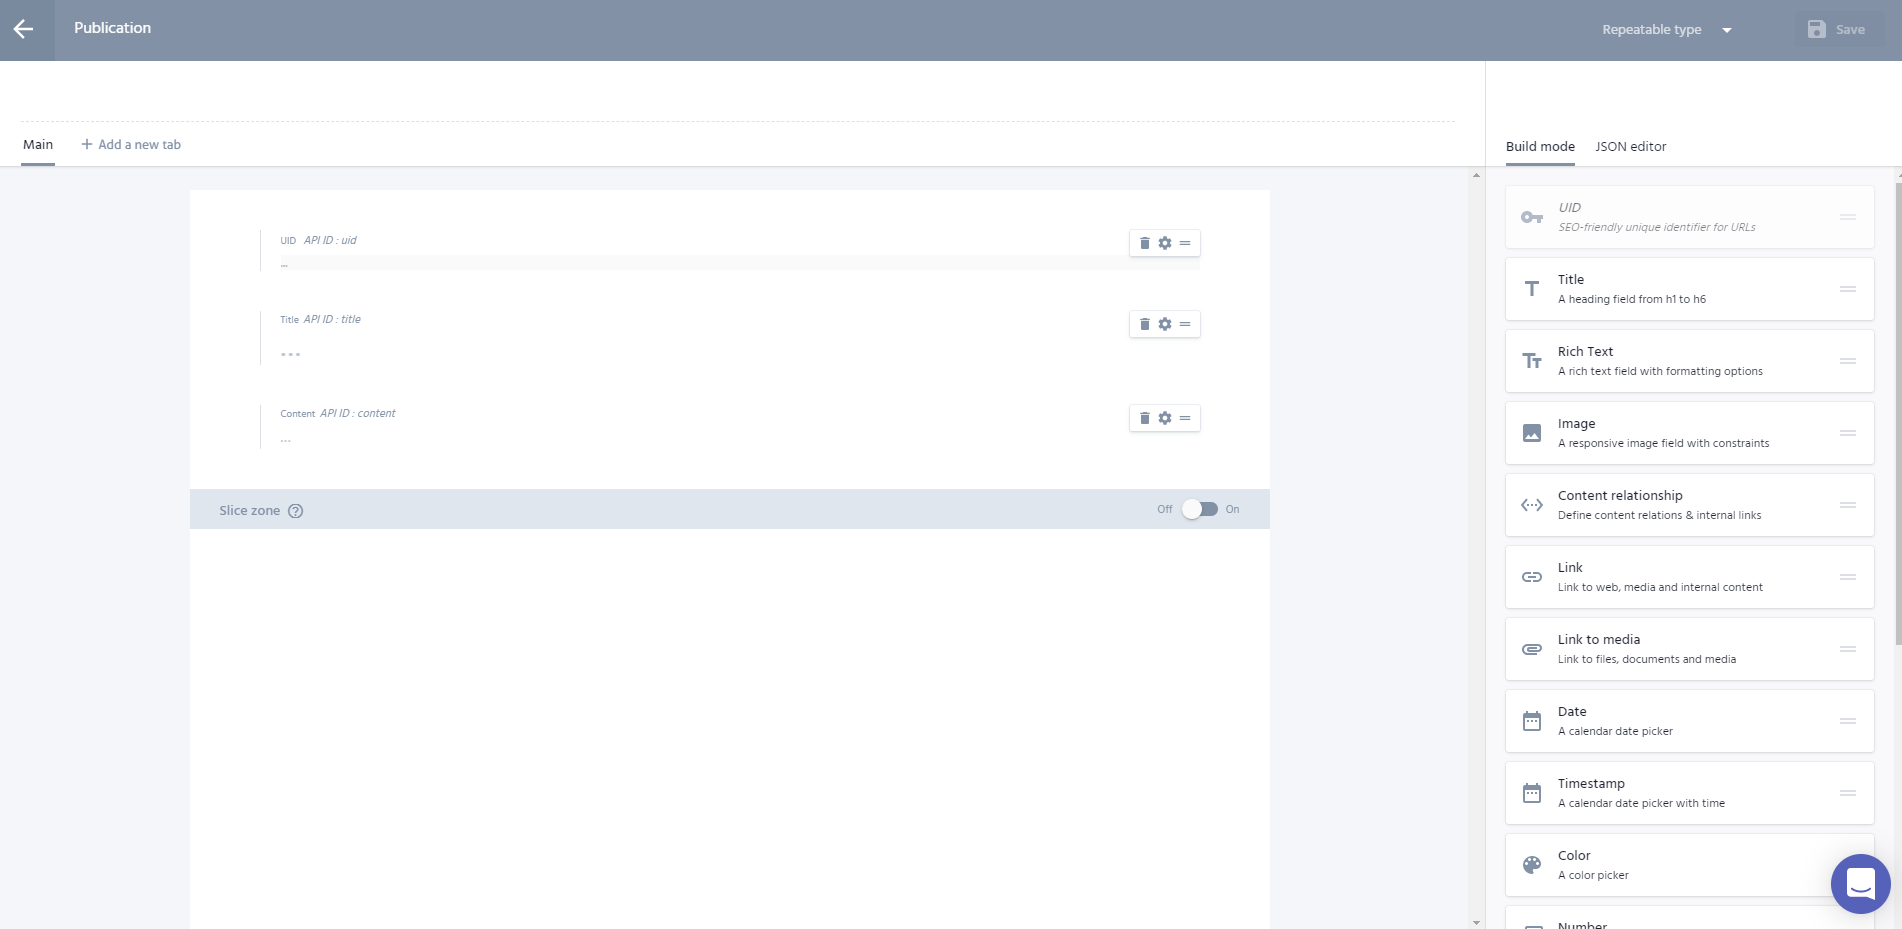 Publication
Repeatable type
Save
Main
+ Add a new tab
Build mode
JSON editor
UID API ID : uid
...
Title API ID : title
...
Content API ID : content
...
Slice zone ?
Off
On
UID
SEO-friendly unique identifier for URLs
Title
A heading field from h1 to h6
Rich Text
A rich text field with formatting options
Image
A responsive image field with constraints
Content relationship
Define content relations & internal links
Link
Link to web, media and internal content
Link to media
Link to files, documents and media
Date
A calendar date picker
Timestamp
A calendar date picker with time
Color
A color picker
Number